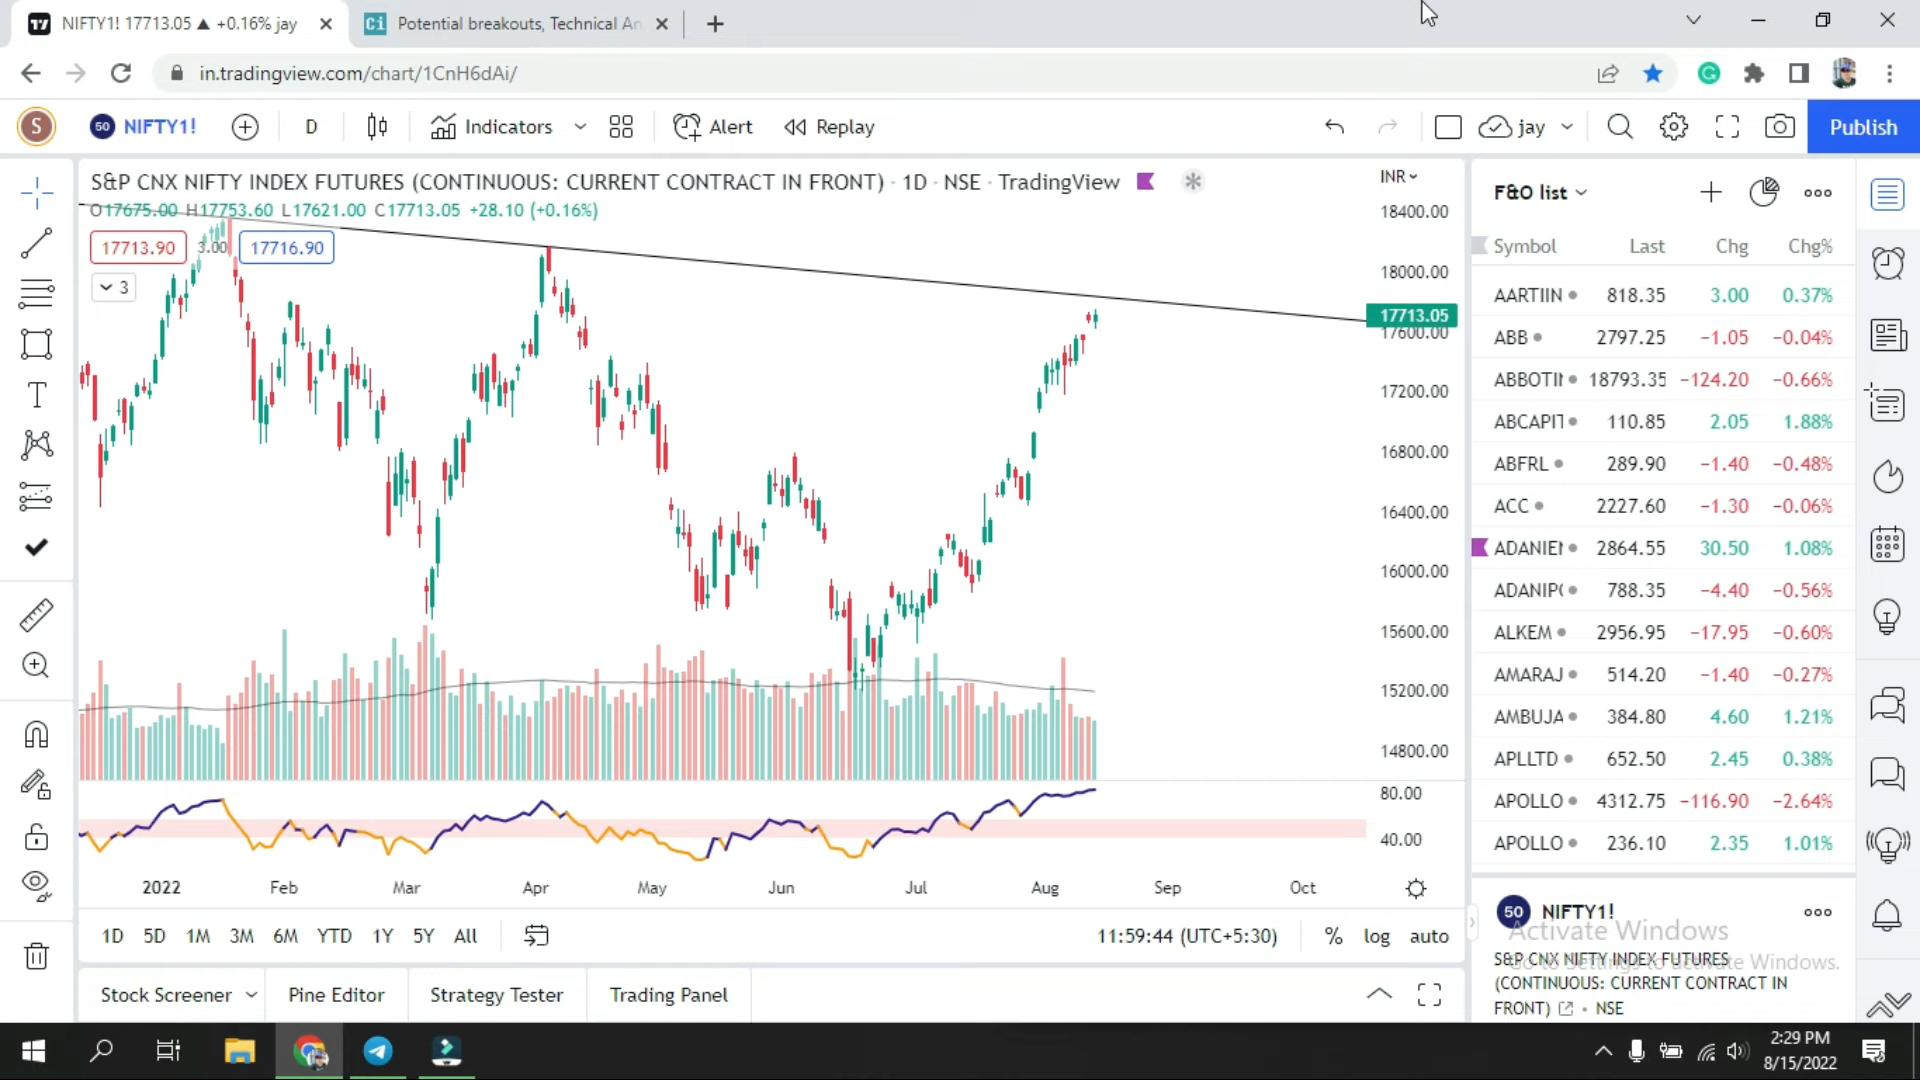 NIFTY1! 17713.05 ▲ +0.16% jay
Potential breakouts, Technical An
in.tradingview.com/chart/1CnH6dAi/
S 50 NIFTY1! D Indicators Alert Replay jay Publish
S&P CNX NIFTY INDEX FUTURES (CONTINUOUS: CURRENT CONTRACT IN FRONT) · 1D · NSE · TradingView
O17675.00 H17753.60 L17621.00 C17713.05 +28.10 (+0.16%)
17713.90 3.00 17716.90
3
INR
18400.00
18000.00
17713.05
17600.00
17200.00
16800.00
16400.00
16000.00
15600.00
15200.00
14800.00
80.00
40.00
2022 Feb Mar Apr May Jun Jul Aug Sep Oct
1D 5D 1M 3M 6M YTD 1Y 5Y All
11:59:44 (UTC+5:30) % log auto
Stock Screener Pine Editor Strategy Tester Trading Panel
F&O list
Symbol Last Chg Chg%
AARTIIN 818.35 3.00 0.37%
ABB 2797.25 −1.05 −0.04%
ABBOTII 18793.35 −124.20 −0.66%
ABCAPIT 110.85 2.05 1.88%
ABFRL 289.90 −1.40 −0.48%
ACC 2227.60 −1.30 −0.06%
ADANIEI 2864.55 30.50 1.08%
ADANIP( 788.35 −4.40 −0.56%
ALKEM 2956.95 −17.95 −0.60%
AMARAJ 514.20 −1.40 −0.27%
AMBUJA 384.80 4.60 1.21%
APLLTD 652.50 2.45 0.38%
APOLLO 4312.75 −116.90 −2.64%
APOLLO 236.10 2.35 1.01%
50 NIFTY1!
Activate Windows
Go to Settings to activate Windows.
S&P CNX NIFTY INDEX FUTURES
(CONTINUOUS: CURRENT CONTRACT IN
FRONT) • NSE
2:29 PM
8/15/2022